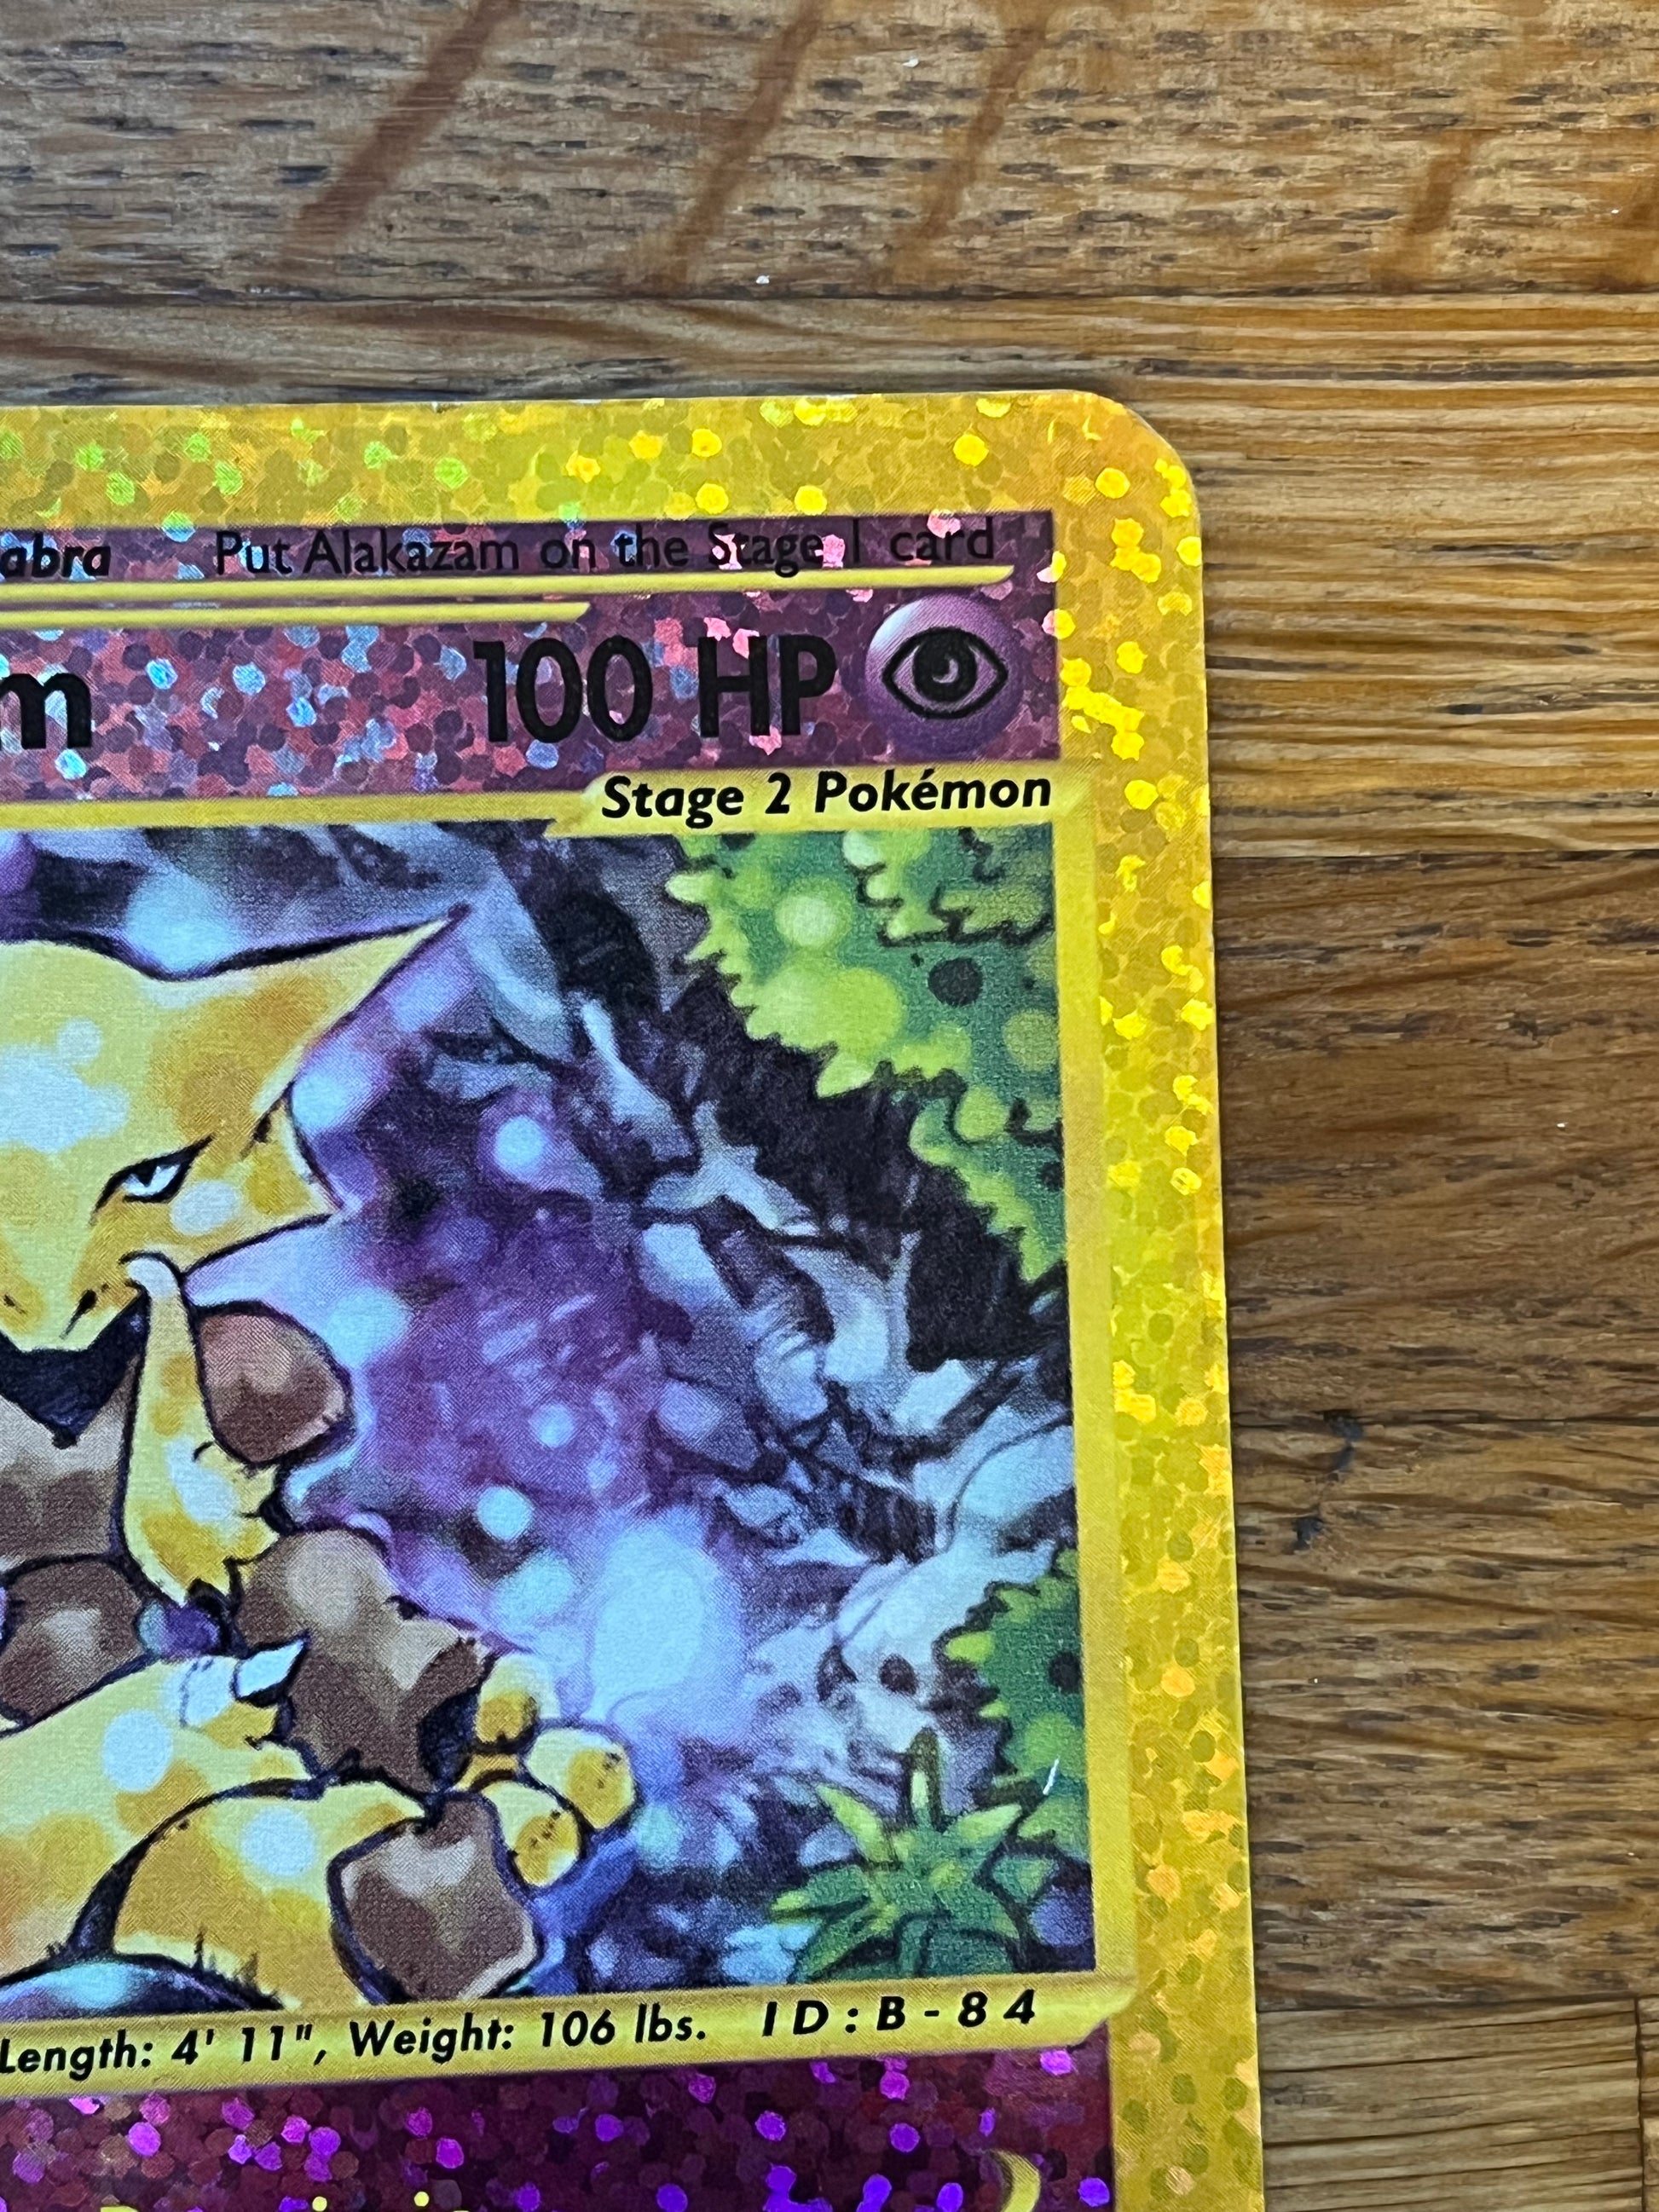 abra Put Alakazam on the Stage 1 card
m 100 HP
Stage 2 Pokémon
Length: 4' 11", Weight: 106 lbs. ID:B-84